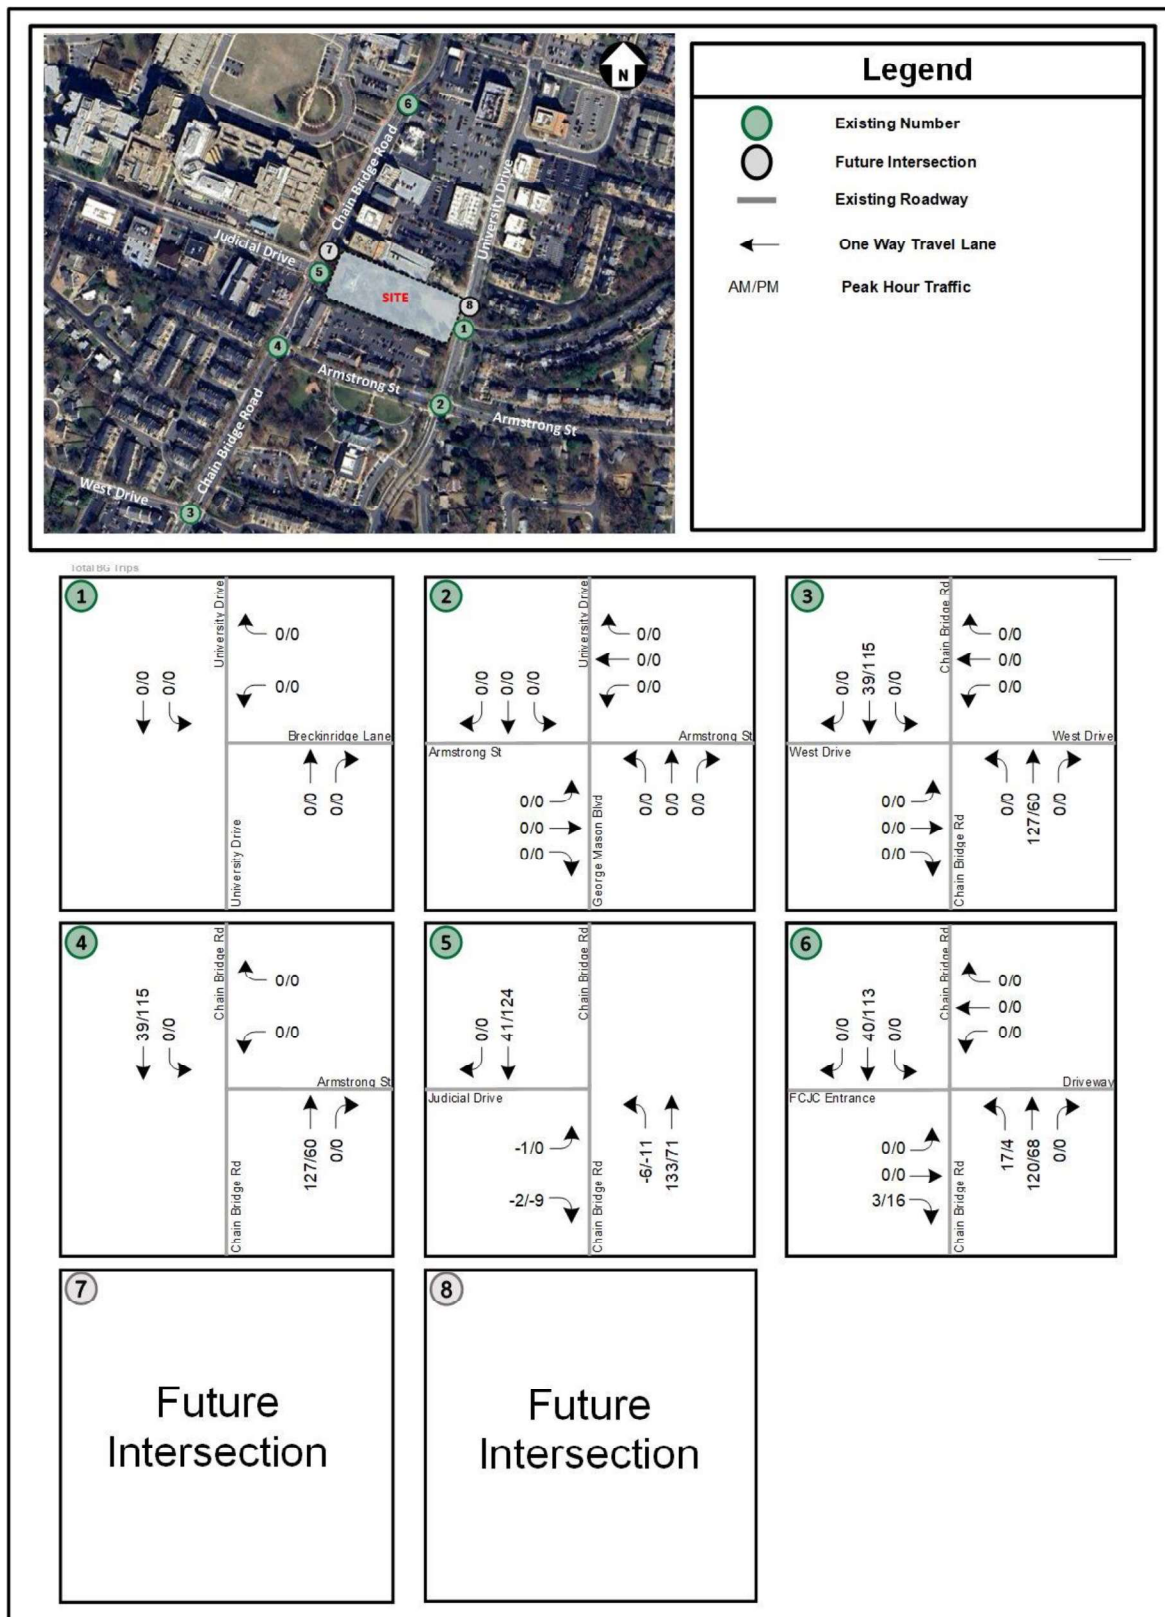 N
6
Chain Bridge Road
University Drive
Judicial Drive
7
5
SITE
8
1
4
Armstrong St
2
Armstrong St
Chain Bridge Road
West Drive
3
Legend
Existing Number
Future Intersection
Existing Roadway
One Way Travel Lane
AM/PM Peak Hour Traffic
Total BG Trips
1
University Drive
0/0
0/0
0/0
0/0
Breckinridge Lane
0/0
0/0
University Drive
2
University Drive
0/0
0/0
0/0
0/0
0/0
0/0
Armstrong St
Armstrong St
0/0
0/0
0/0
0/0
0/0
0/0
George Mason Blvd
3
Chain Bridge Rd
0/0
39/115
0/0
0/0
0/0
0/0
West Drive
West Drive
0/0
0/0
0/0
0/0
127/60
0/0
Chain Bridge Rd
4
Chain Bridge Rd
39/115
0/0
0/0
0/0
Armstrong St
127/60
0/0
Chain Bridge Rd
5
Chain Bridge Rd
0/0
41/124
Judicial Drive
-1/0
-2/-9
-6/-11
133/71
Chain Bridge Rd
6
Chain Bridge Rd
0/0
40/113
0/0
0/0
0/0
0/0
Driveway
FCJC Entrance
0/0
0/0
3/16
17/4
120/68
0/0
Chain Bridge Rd
7
Future
Intersection
8
Future
Intersection